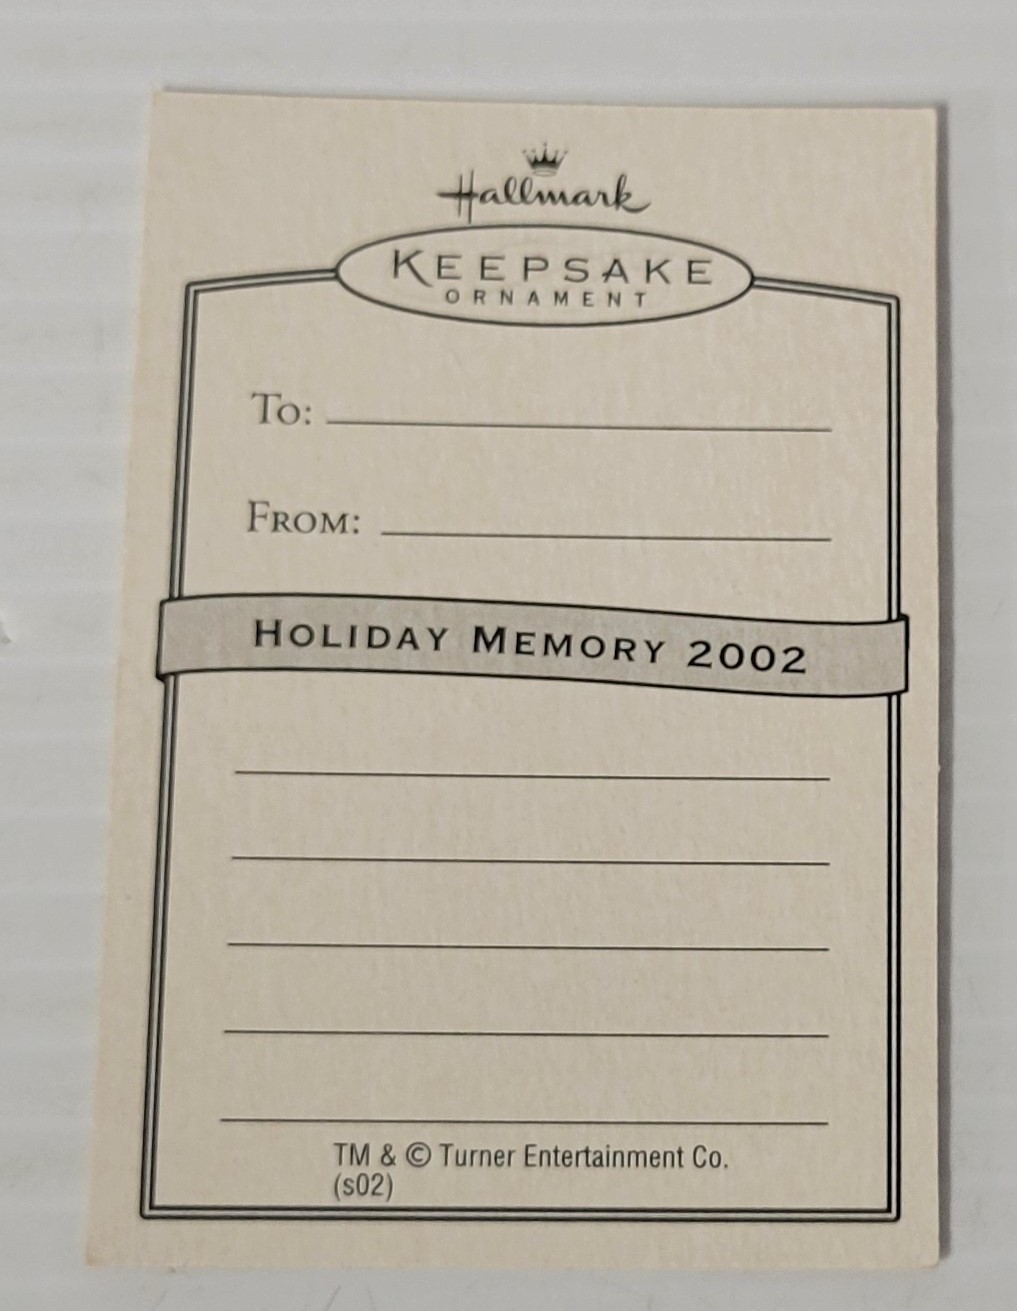 Hallmark
KEEPSAKE
ORNAMENT
TO:
FROM:
HOLIDAY MEMORY 2002
TM & © Turner Entertainment Co.
(s02)